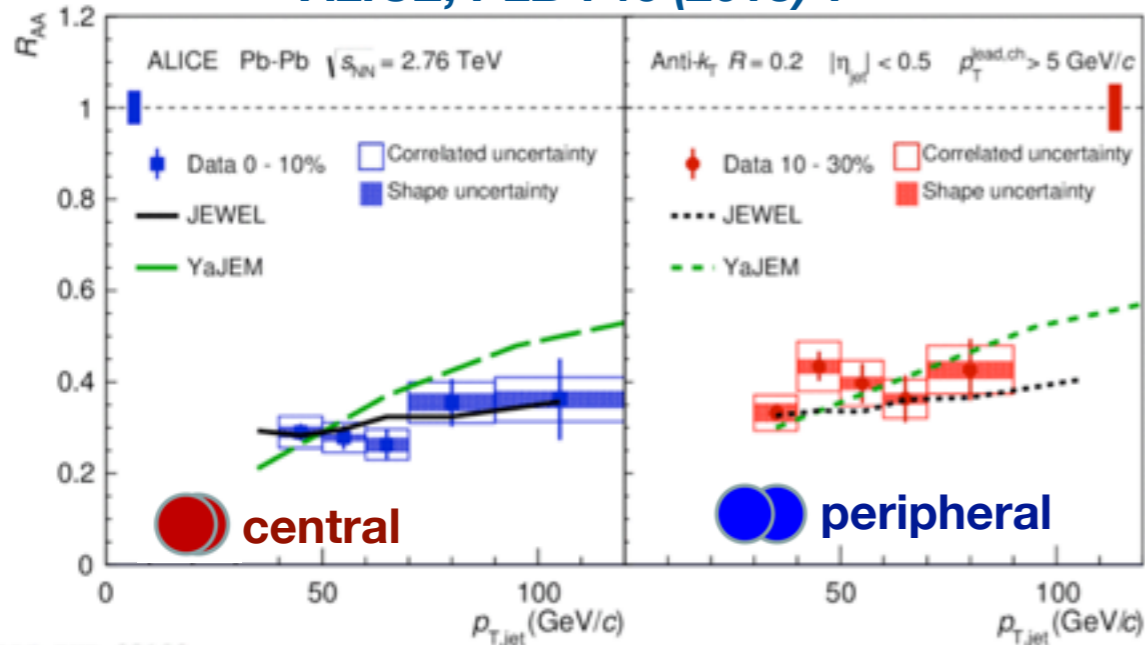 1.2
R_AA
ALICE Pb-Pb √s_NN = 2.76 TeV
1
Data 0 - 10%
Correlated uncertainty
Shape uncertainty
0.8
JEWEL
YaJEM
0.6
0.4
0.2
central
0
0 50 100
p_T,jet (GeV/c)
Anti-k_T R = 0.2 |η_jet| < 0.5 p_T^lead,ch > 5 GeV/c
Data 10 - 30%
Correlated uncertainty
Shape uncertainty
JEWEL
YaJEM
peripheral
50 100
p_T,jet (GeV/c)